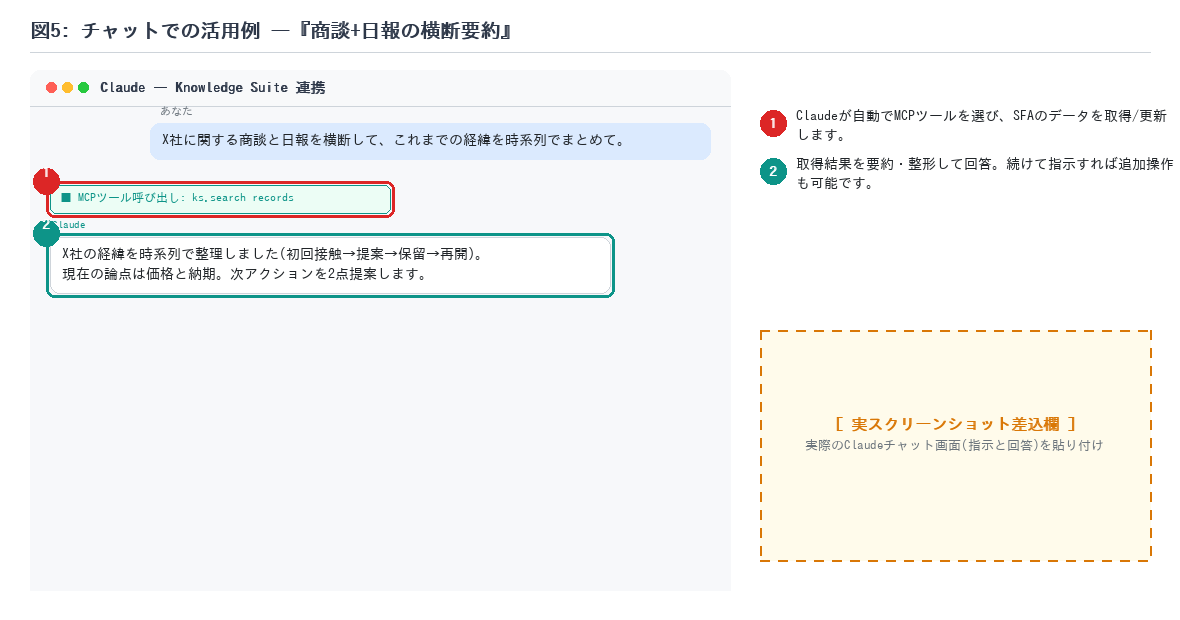 図5: チャットでの活用例 —『商談+日報の横断要約』
Claude — Knowledge Suite 連携
あなた
X社に関する商談と日報を横断して、これまでの経緯を時系列でまとめて。
1
■ MCPツール呼び出し: ks.search_records
2
Claude
X社の経緯を時系列で整理しました(初回接触→提案→保留→再開)。
現在の論点は価格と納期。次アクションを2点提案します。
1
Claudeが自動でMCPツールを選び、SFAのデータを取得/更新
します。
2
取得結果を要約・整形して回答。続けて指示すれば追加操作
も可能です。
[ 実スクリーンショット差込欄 ]
実際のClaudeチャット画面(指示と回答)を貼り付け